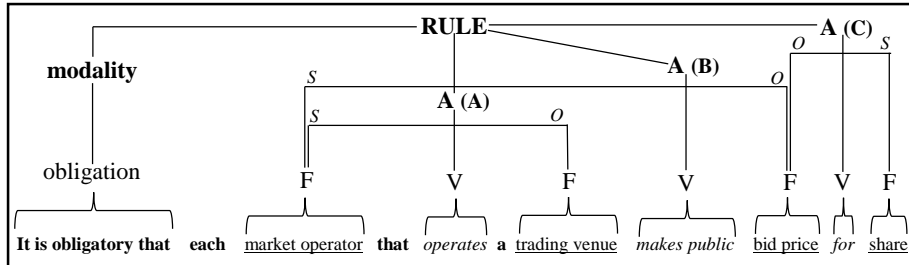 RULE
A (C)
O S
modality
A (B)
S O
A (A)
S O
obligation
F V F V F V F
It is obligatory that each market operator that operates a trading venue makes public bid price for share